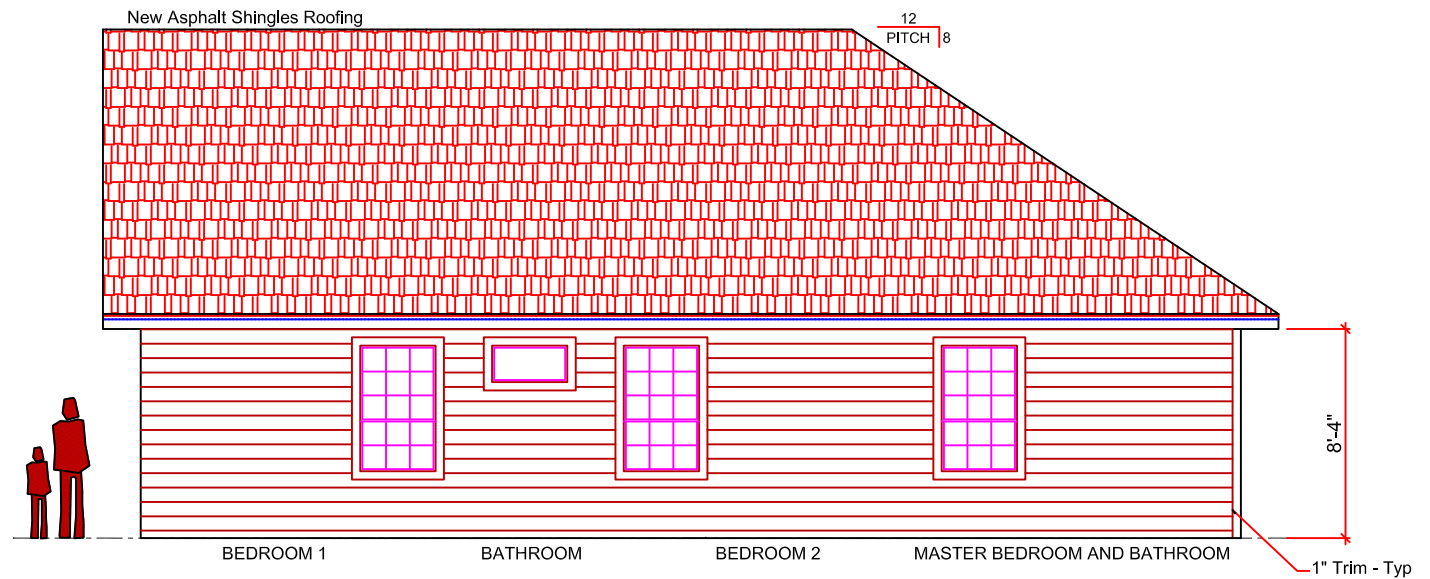 New Asphalt Shingles Roofing
12
PITCH 8
8'-4"
BEDROOM 1 BATHROOM BEDROOM 2 MASTER BEDROOM AND BATHROOM
1" Trim - Typ